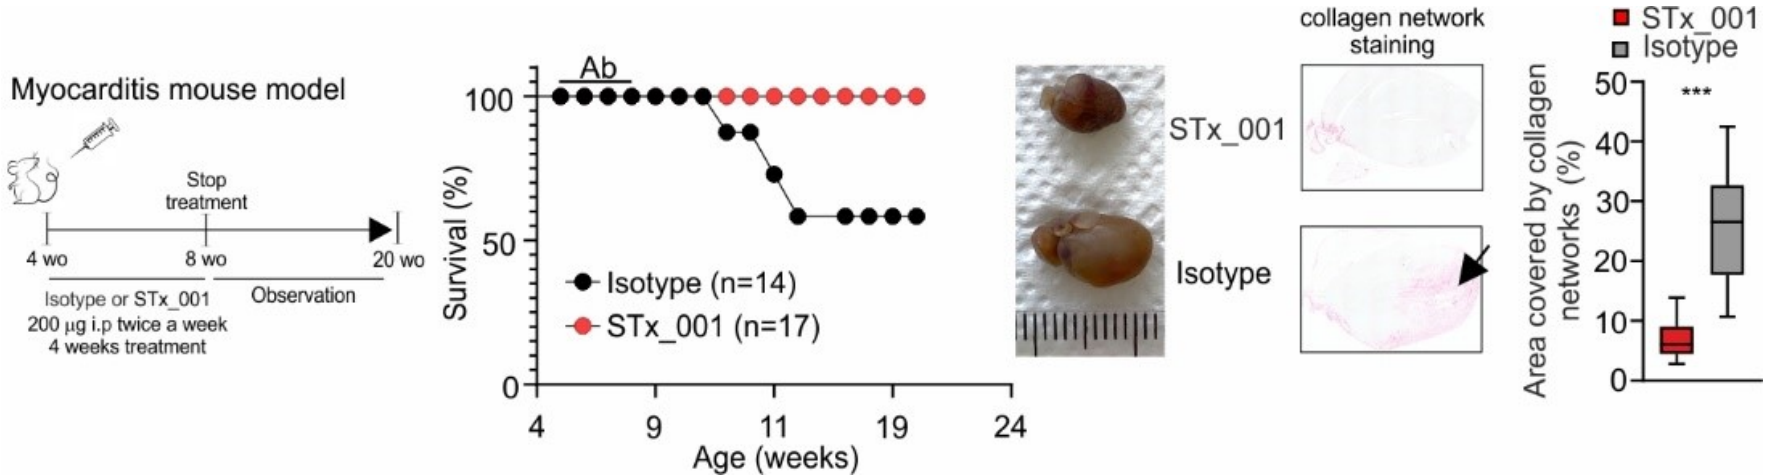 Myocarditis mouse model
Stop
treatment
4 wo
8 wo
20 wo
Isotype or STx_001
200 µg i.p twice a week
4 weeks treatment
Observation
Survival (%)
100
50
0
Ab
Isotype (n=14)
STx_001 (n=17)
4
9
11
19
24
Age (weeks)
STx_001
Isotype
collagen network
staining
STx_001
Isotype
Area covered by collagen
networks (%)
50
40
30
20
10
0
***